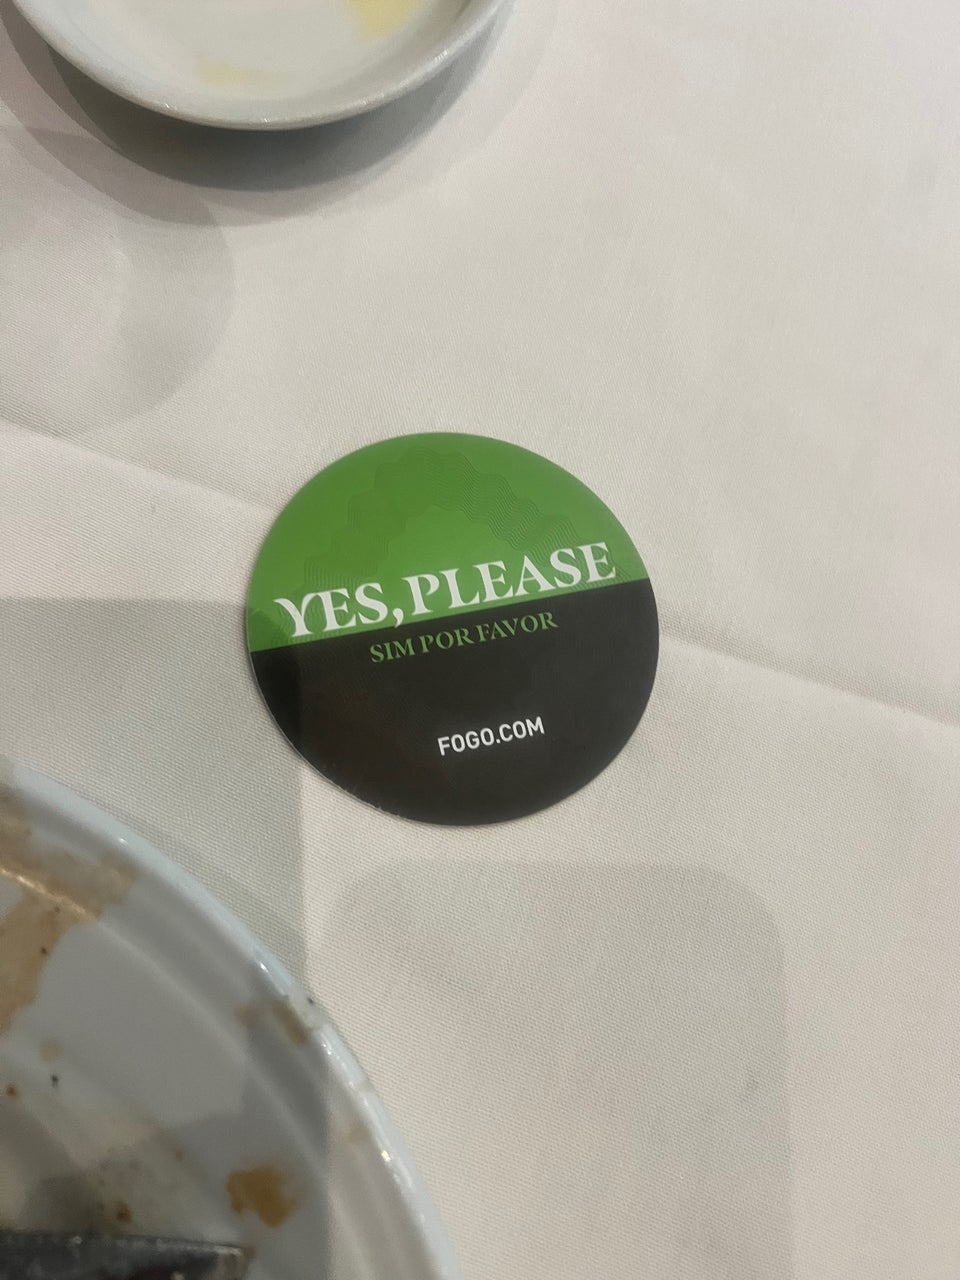 YES, PLEASE
SIM POR FAVOR
FOGO.COM